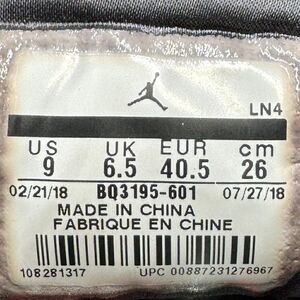 LN4
US UK EUR cm
9 6.5 40.5 26
02/21/18 BQ3195-601 07/27/18
MADE IN CHINA
FABRIQUE EN CHINE
108281317 UPC 00887231276967